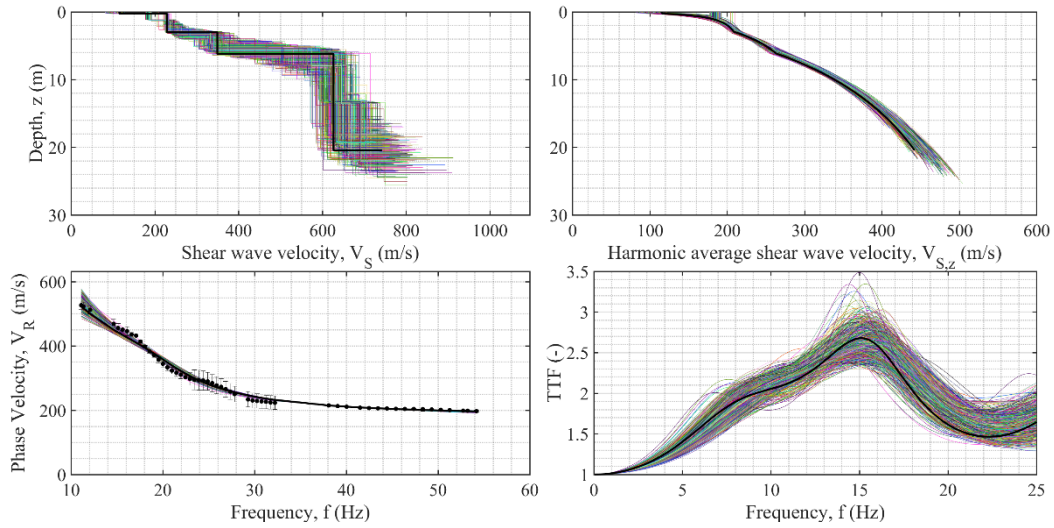 0
10
20
30
Depth, z (m)
0 200 400 600 800 1000
Shear wave velocity, V_S (m/s)
0
10
20
30
0 100 200 300 400 500 600
Harmonic average shear wave velocity, V_S,z (m/s)
600
400
200
0
Phase Velocity, V_R (m/s)
10 20 30 40 50 60
Frequency, f (Hz)
3.5
3
2.5
2
1.5
1
TTF (-)
0 5 10 15 20 25
Frequency, f (Hz)